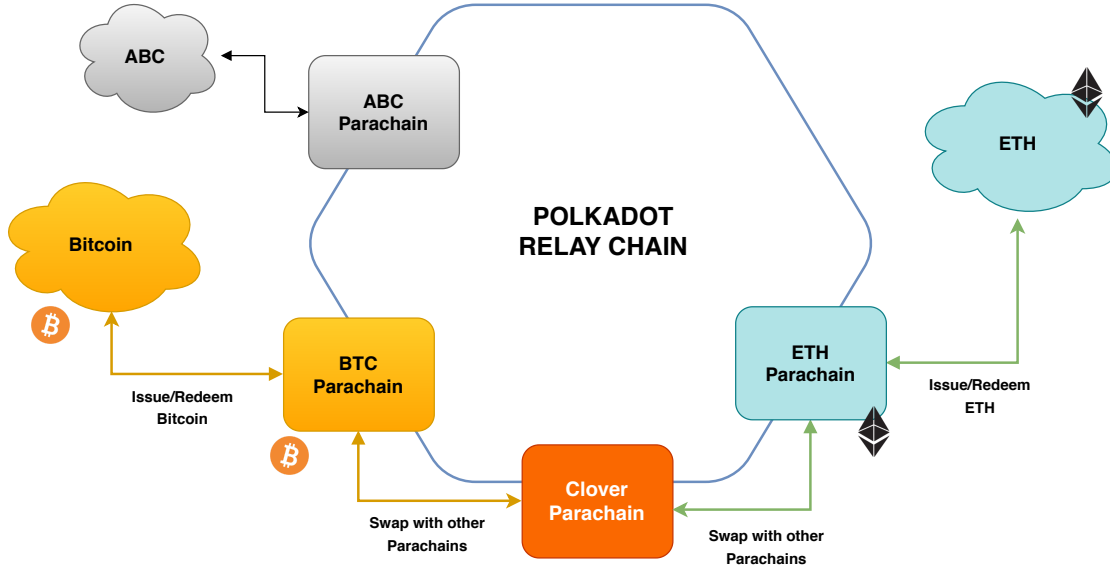 ABC
ABC
Parachain
ETH
POLKADOT
RELAY CHAIN
Bitcoin
BTC
Parachain
ETH
Parachain
Issue/Redeem
Bitcoin
Issue/Redeem
ETH
Clover
Parachain
Swap with other
Parachains
Swap with other
Parachains